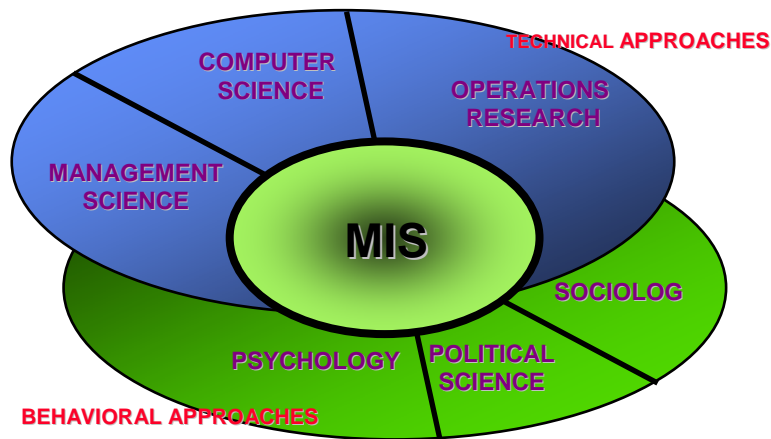 TECHNICAL APPROACHES
COMPUTER
SCIENCE
OPERATIONS
RESEARCH
MANAGEMENT
SCIENCE
MIS
SOCIOLOG
PSYCHOLOGY
POLITICAL
SCIENCE
BEHAVIORAL APPROACHES